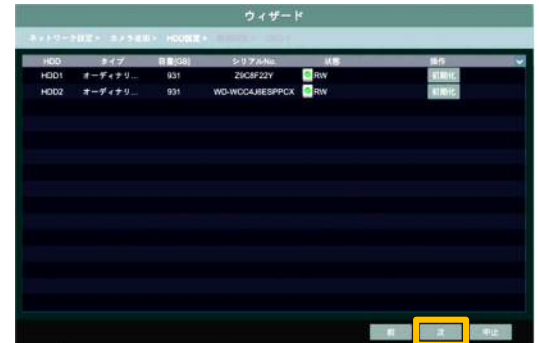 ウィザード
ネットワーク設定 > カメラ追加 > HDD設定 >
HDD タイプ 容量[GB] シリアルNo. 状態 操作
HDD1 オーディナリ... 931 Z9C8F22Y RW 初期化
HDD2 オーディナリ... 931 WD-WCC4J6ESPPCX RW 初期化
前 次 中止